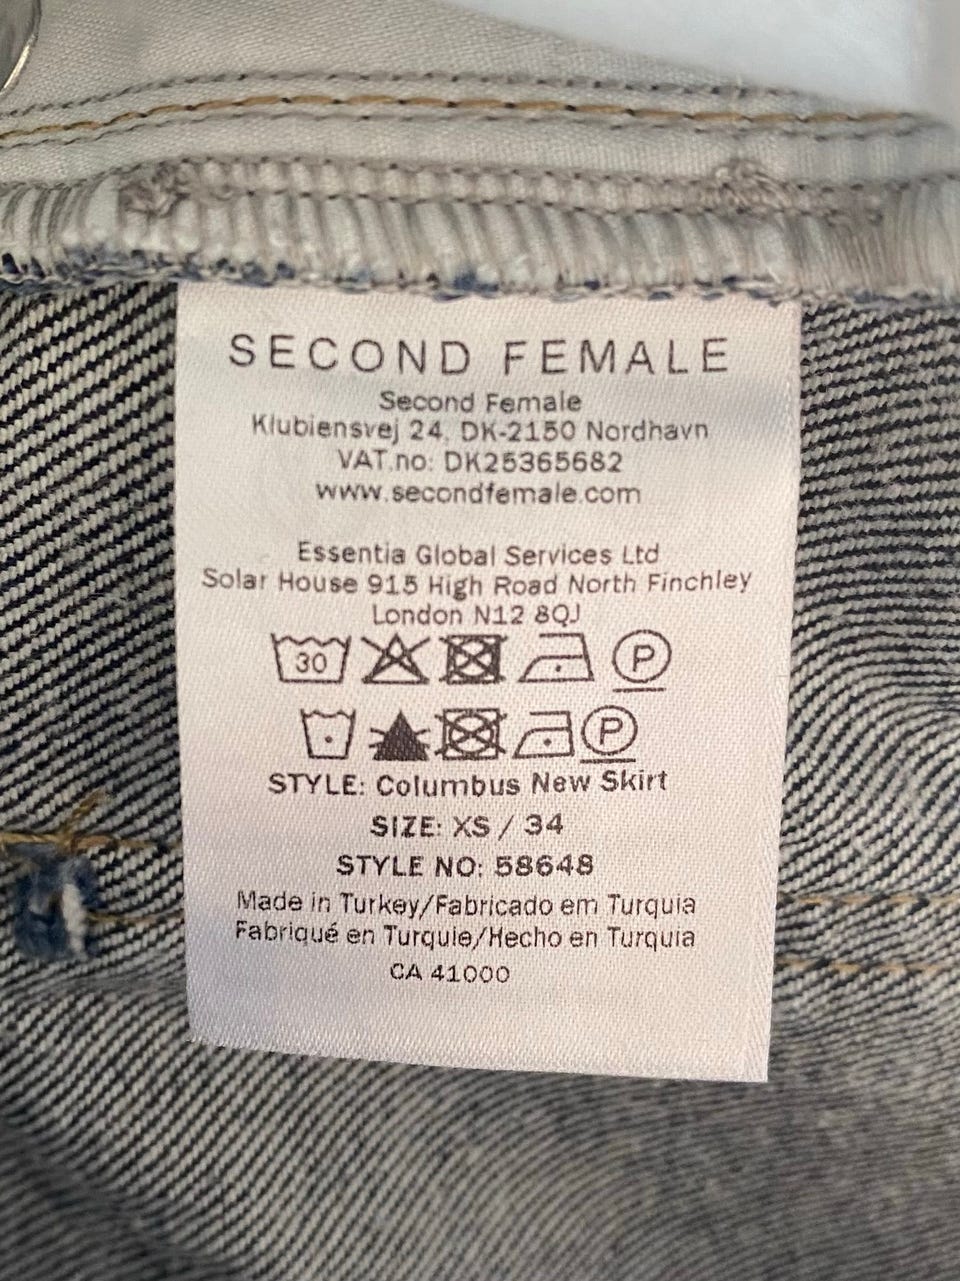 SECOND FEMALE
Second Female
Klubiensvej 24, DK-2150 Nordhavn
VAT.no: DK25365682
www.secondfemale.com
Essentia Global Services Ltd
Solar House 915 High Road North Finchley
London N12 8QJ
30 P
P
STYLE: Columbus New Skirt
SIZE: XS / 34
STYLE NO: 58648
Made in Turkey/Fabricado em Turquia
Fabriqué en Turquie/Hecho en Turquia
CA 41000